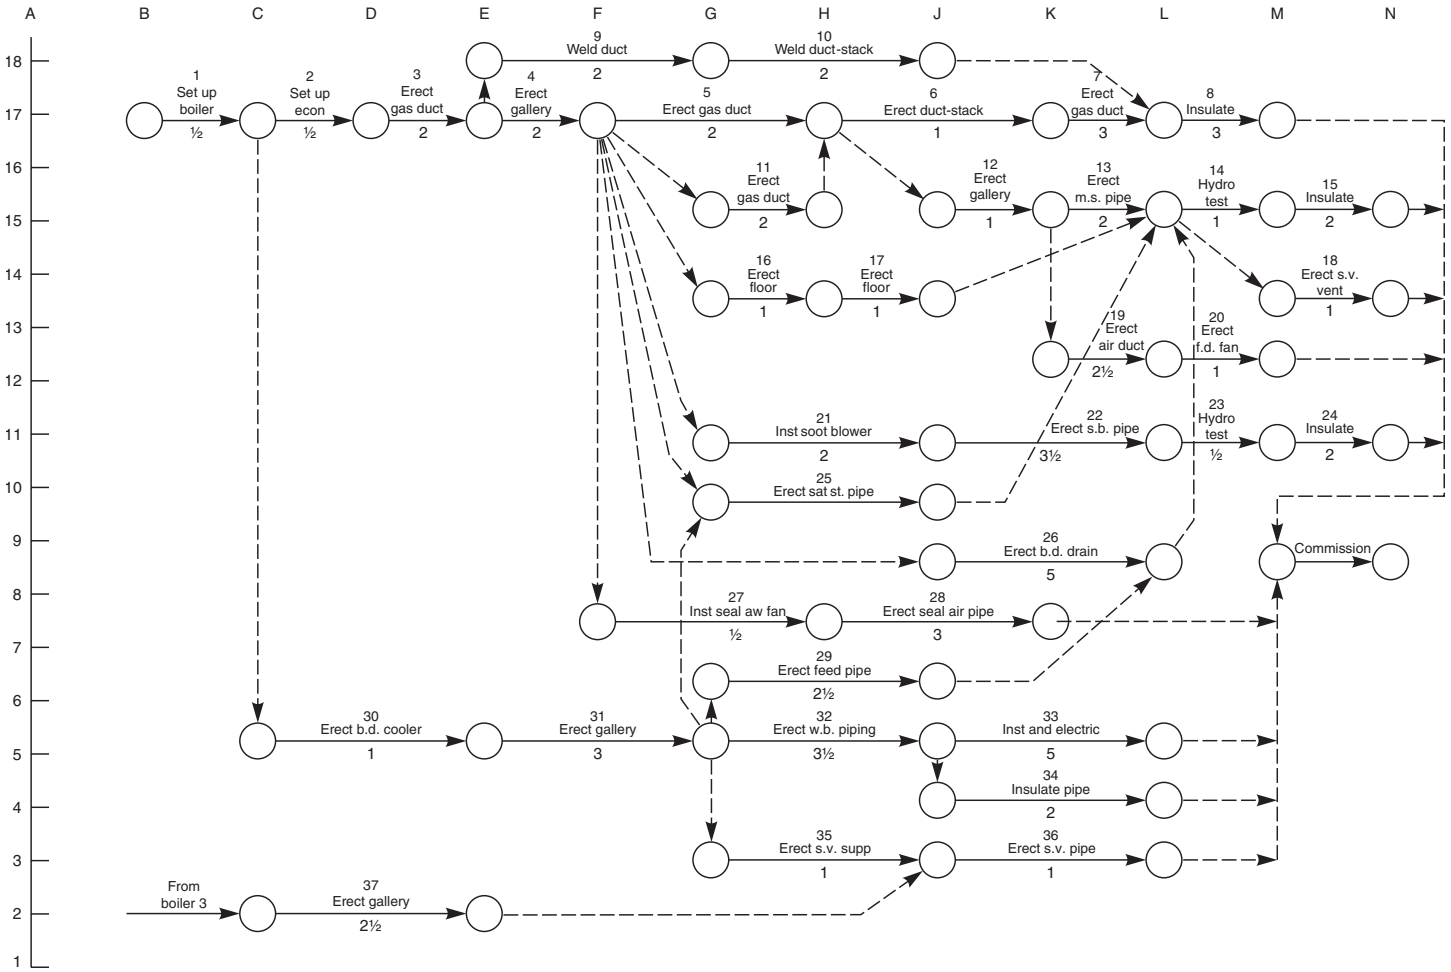 A B C D E F G H J K L M N
18
17
16
15
14
13
12
11
10
9
8
7
6
5
4
3
2
1
9
Weld duct
2
10
Weld duct-stack
2
1
Set up
boiler
½
2
Set up
econ
½
3
Erect
gas duct
2
4
Erect
gallery
2
5
Erect gas duct
2
6
Erect duct-stack
1
7
Erect
gas duct
3
8
Insulate
3
11
Erect
gas duct
2
12
Erect
gallery
1
13
Erect
m.s. pipe
2
14
Hydro
test
1
15
Insulate
2
16
Erect
floor
1
17
Erect
floor
1
18
Erect s.v.
vent
1
19
Erect
air duct
2½
20
Erect
f.d. fan
1
21
Inst soot blower
2
22
Erect s.b. pipe
3½
23
Hydro
test
½
24
Insulate
2
25
Erect sat st. pipe
26
Erect b.d. drain
5
Commission
27
Inst seal aw fan
½
28
Erect seal air pipe
3
29
Erect feed pipe
2½
30
Erect b.d. cooler
1
31
Erect gallery
3
32
Erect w.b. piping
3½
33
Inst and electric
5
34
Insulate pipe
2
35
Erect s.v. supp
1
36
Erect s.v. pipe
1
From
boiler 3
37
Erect gallery
2½